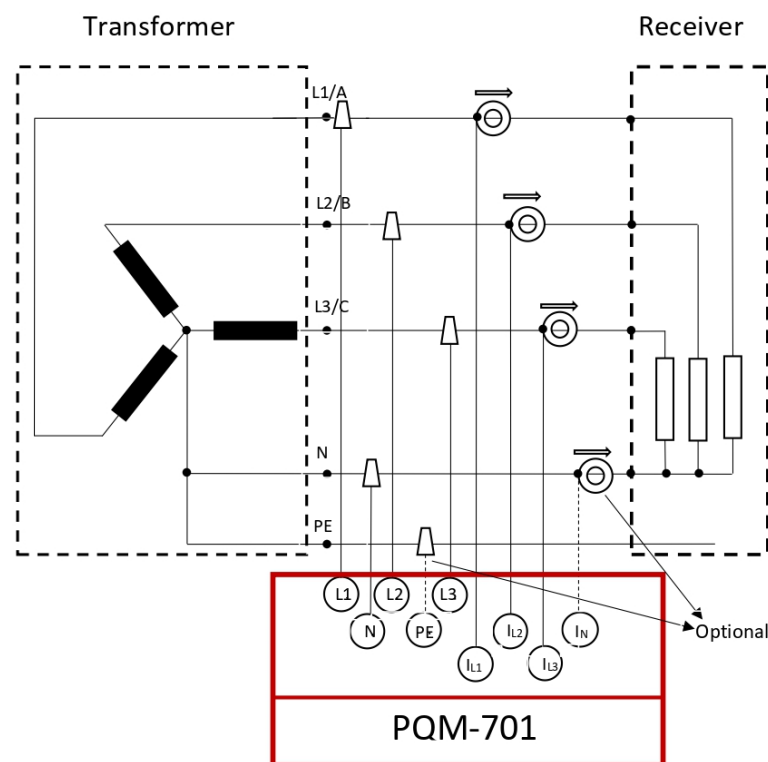 Transformer
Receiver
L1/A
L2/B
L3/C
N
PE
L1
L2
L3
N
PE
IL2
IN
Optional
IL1
IL3
PQM-701